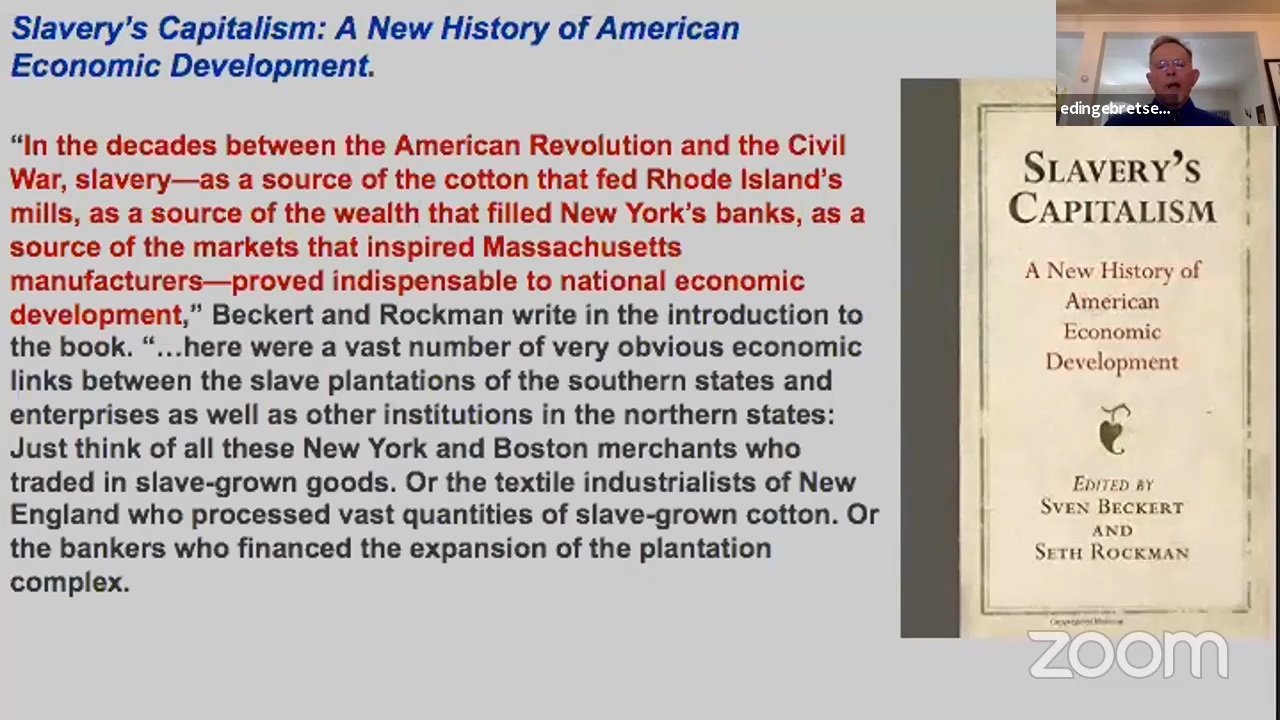 Slavery’s Capitalism: A New History of American
Economic Development.
“In the decades between the American Revolution and the Civil
War, slavery—as a source of the cotton that fed Rhode Island’s
mills, as a source of the wealth that filled New York’s banks, as a
source of the markets that inspired Massachusetts
manufacturers—proved indispensable to national economic
development,” Beckert and Rockman write in the introduction to
the book. “…here were a vast number of very obvious economic
links between the slave plantations of the southern states and
enterprises as well as other institutions in the northern states:
Just think of all these New York and Boston merchants who
traded in slave-grown goods. Or the textile industrialists of New
England who processed vast quantities of slave-grown cotton. Or
the bankers who financed the expansion of the plantation
complex.
edingebretse...
SLAVERY’S
CAPITALISM
A New History of
American
Economic
Development
EDITED BY
SVEN BECKERT
AND
SETH ROCKMAN
zoom